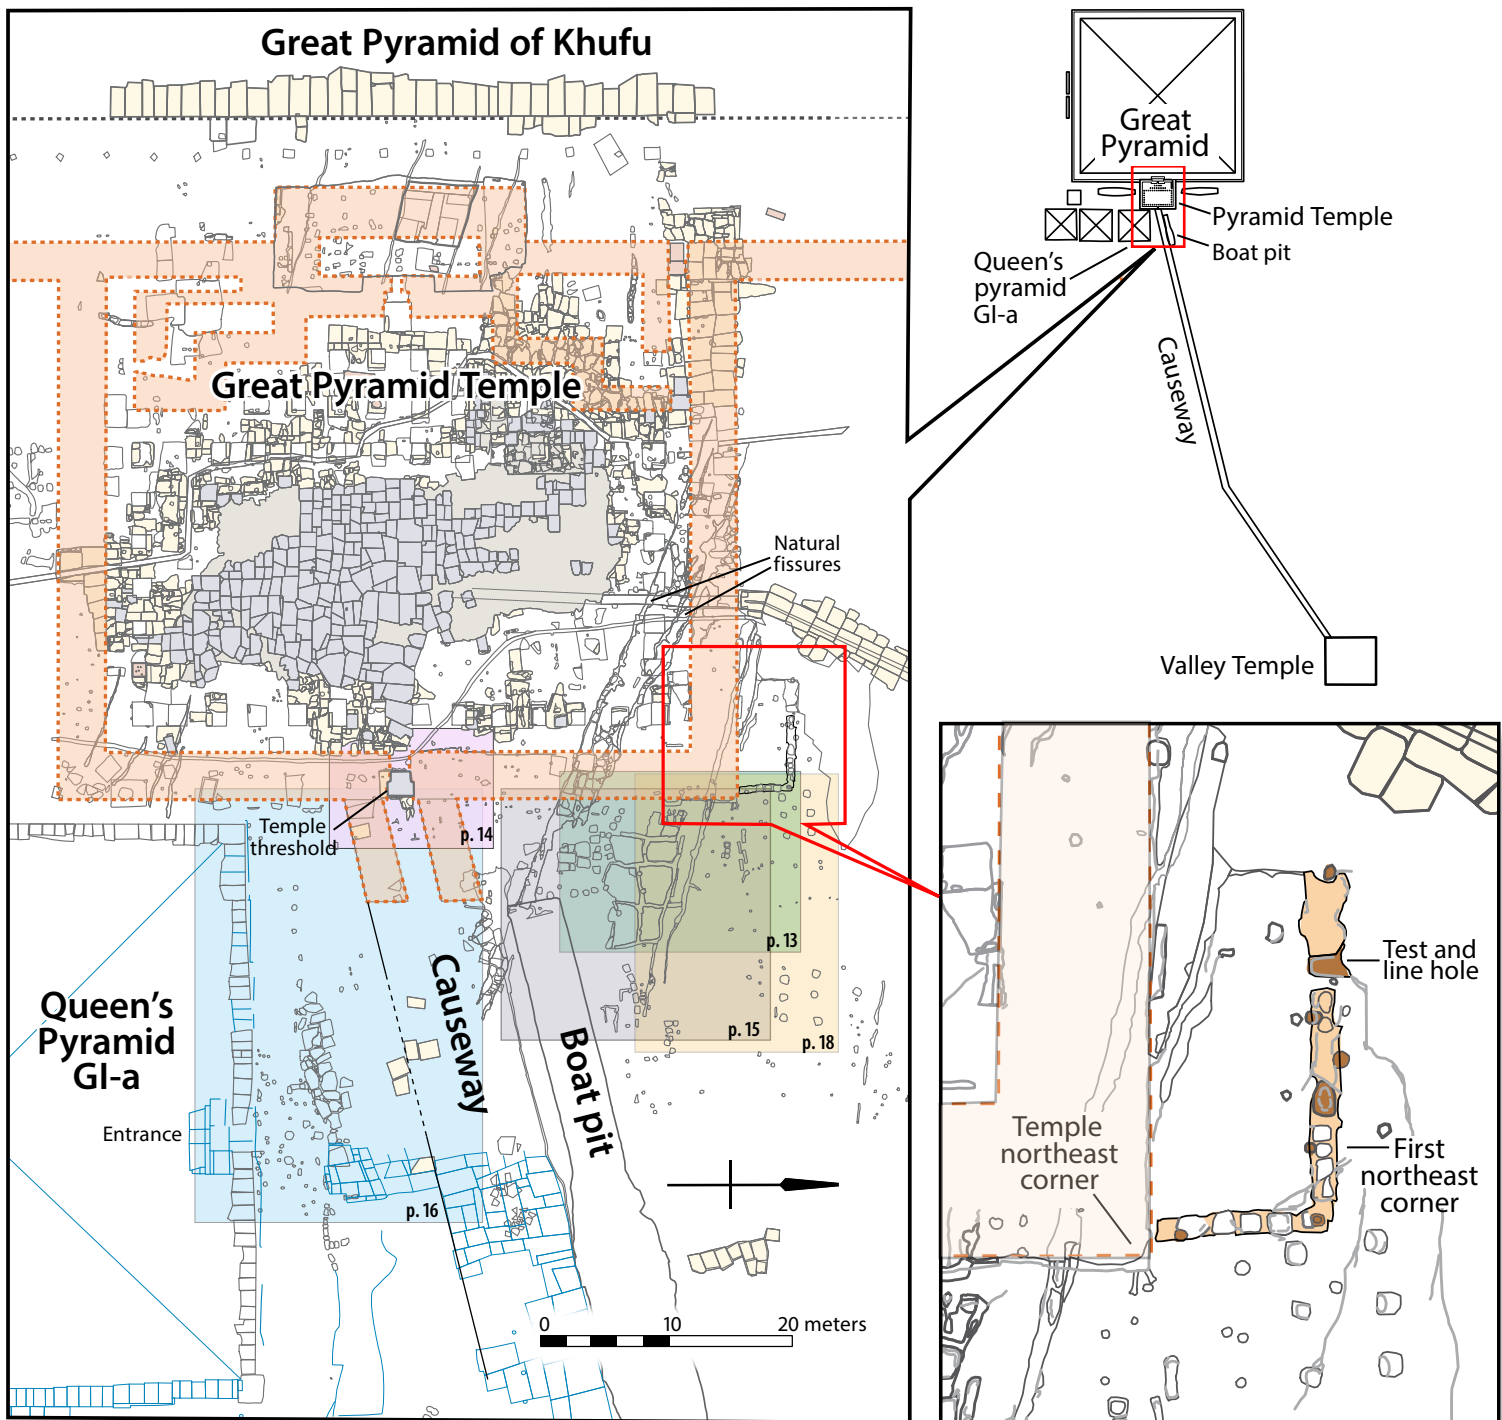 Great Pyramid of Khufu
Great Pyramid Temple
Natural
fissures
Temple
threshold
p. 14
p. 13
p. 15
p. 18
p. 16
Queen’s
Pyramid
GI-a
Entrance
Causeway
Boat pit
0 10 20 meters
Great
Pyramid
Pyramid Temple
Boat pit
Queen’s
pyramid
GI-a
Causeway
Valley Temple
Test and
line hole
First
northeast
corner
Temple
northeast
corner